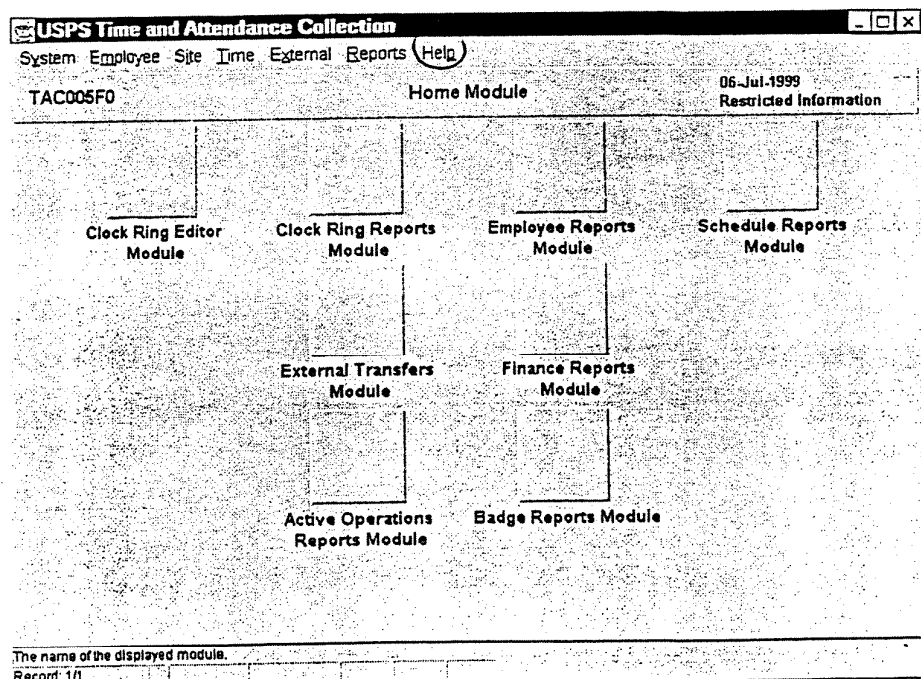 USPS Time and Attendance Collection
System Employee Site Time External Reports Help
TAC005F0
Home Module
06-Jul-1999
Restricted Information
Clock Ring Editor
Module
Clock Ring Reports
Module
Employee Reports
Module
Schedule Reports
Module
External Transfers
Module
Finance Reports
Module
Active Operations
Reports Module
Badge Reports Module
The name of the displayed module.
Record: 1/1